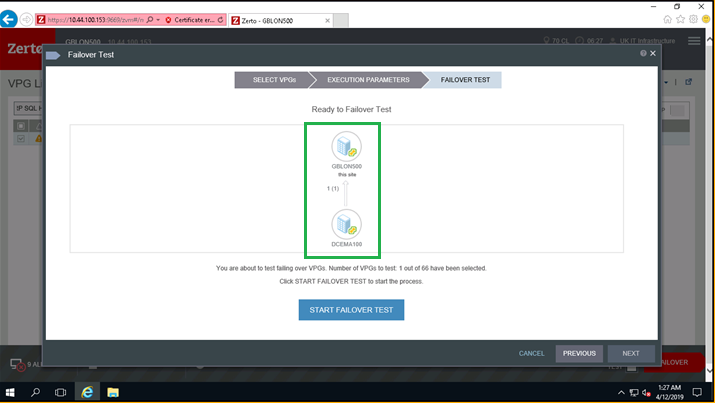 https://10.44.100.153:9669/zvm#/n
Certificate er...
Zerto - GBLON500
Zerto
GBLON500 10.44.100.153
70 CL
06:27
UK IT Infrastructure
Failover Test
VPG L
IP SQL H
SELECT VPGs
EXECUTION PARAMETERS
FAILOVER TEST
Ready to Failover Test
GBLON500
this site
1 (1)
DCEMA100
You are about to test failing over VPGs. Number of VPGs to test: 1 out of 66 have been selected.
Click START FAILOVER TEST to start the process.
START FAILOVER TEST
CANCEL
PREVIOUS
NEXT
9 AL
TEST
FAILOVER
1:27 AM
4/12/2019